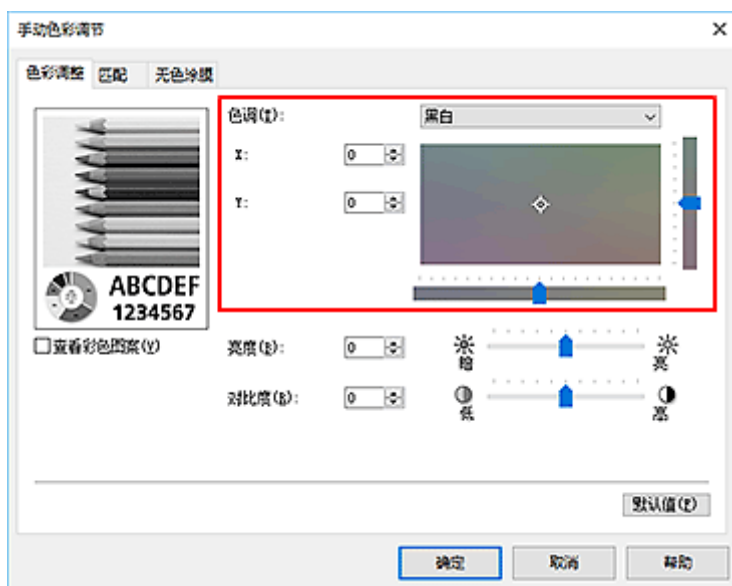 手动色彩调节
色彩调整 匹配 无色涂膜
色调(T): 黑白
X: 0
Y: 0
ABCDEF
1234567
查看彩色图案(V)
亮度(B): 0 暗 亮
对比度(R): 0 低 高
默认值(P)
确定 取消 帮助